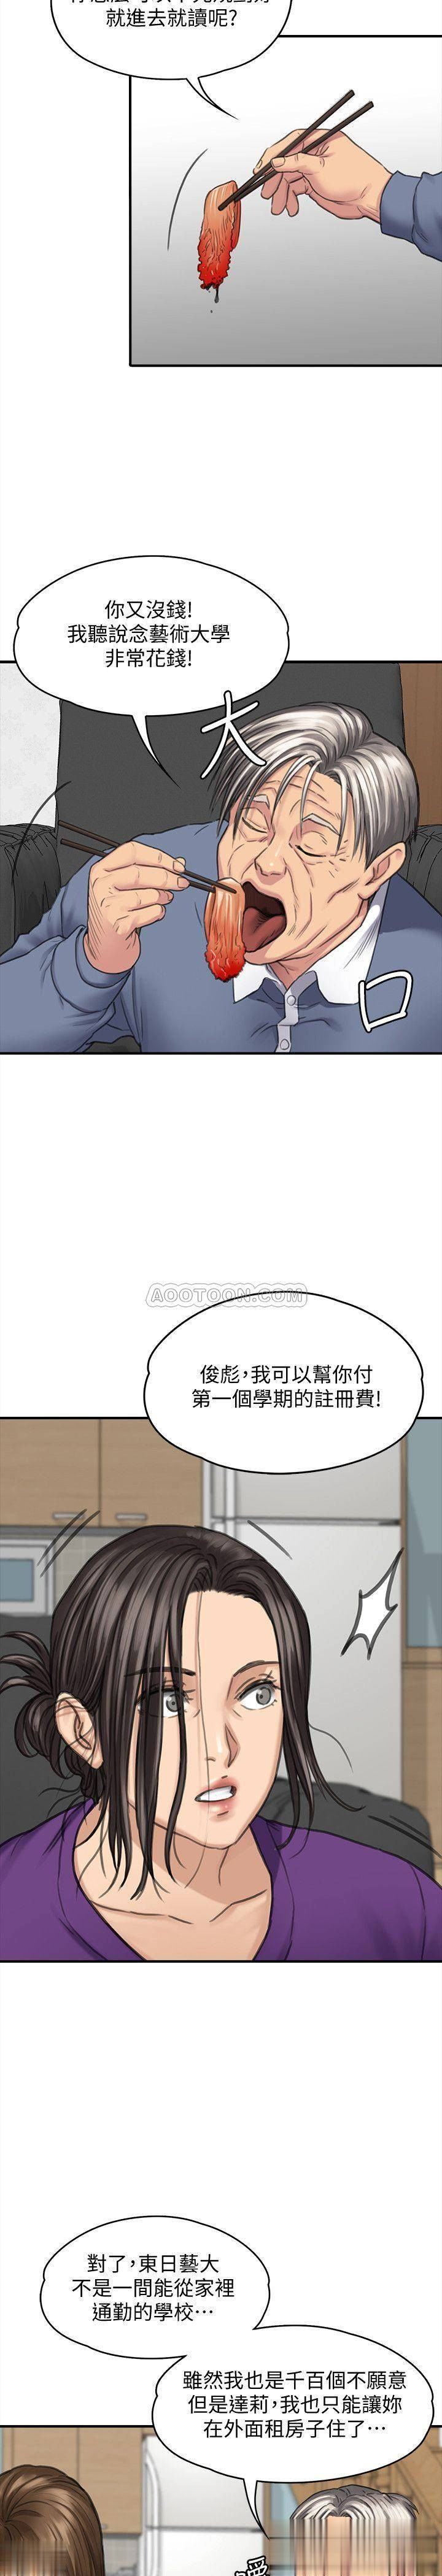 就進去就讀呢?
你又沒錢!
我聽說念藝術大學
非常花錢!
大
口
AOOTOON.COM
俊彪,我可以幫你付
第一個學期的註冊費!
對了,東日藝大
不是一間能從家裡
通勤的學校…
雖然我也是千百個不願意
但是達莉,我也只能讓妳
在外面租房子住了…